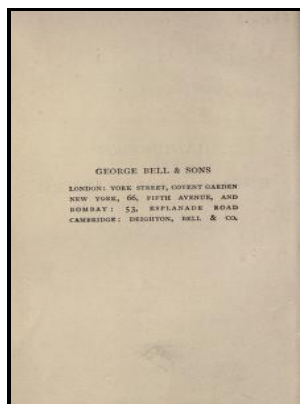 GEORGE BELL & SONS
LONDON: YORK STREET, COVENT GARDEN
NEW YORK, 66, FIFTH AVENUE, AND
BOMBAY: 53, ESPLANADE ROAD
CAMBRIDGE: DEIGHTON, BELL & CO.